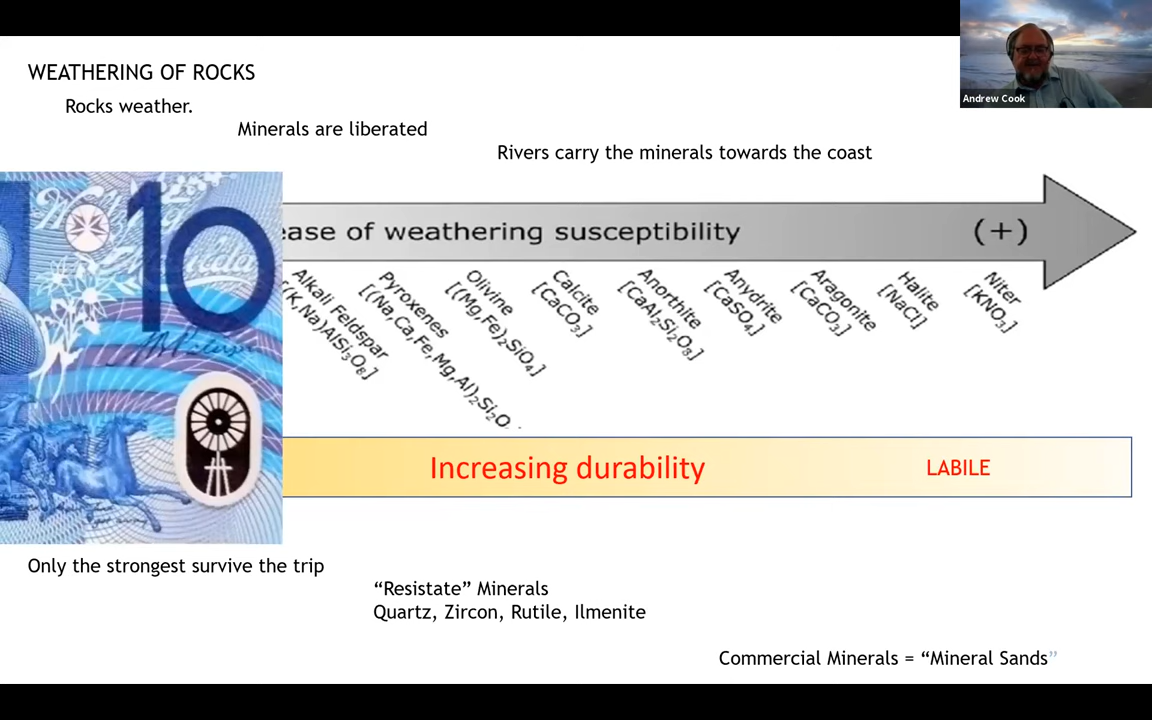 WEATHERING OF ROCKS
Rocks weather.
Andrew Cook
Minerals are liberated
Rivers carry the minerals towards the coast
10
ease of weathering susceptibility
(+)
Alkali Feldspar
[(K,Na)AlSi₃O₈]
Pyroxenes
[(Na,Ca,Fe,Mg,Al)₂Si₂O
Olivine
[(Mg,Fe)₂SiO₄]
Calcite
[CaCO₃]
Anorthite
[CaAl₂Si₂O₈]
Anydrite
[CaSO₄]
Aragonite
[CaCO₃]
Halite
[NaCl]
Niter
[KNO₃]
Increasing durability
LABILE
Only the strongest survive the trip
“Resistate” Minerals
Quartz, Zircon, Rutile, Ilmenite
Commercial Minerals = “Mineral Sands”